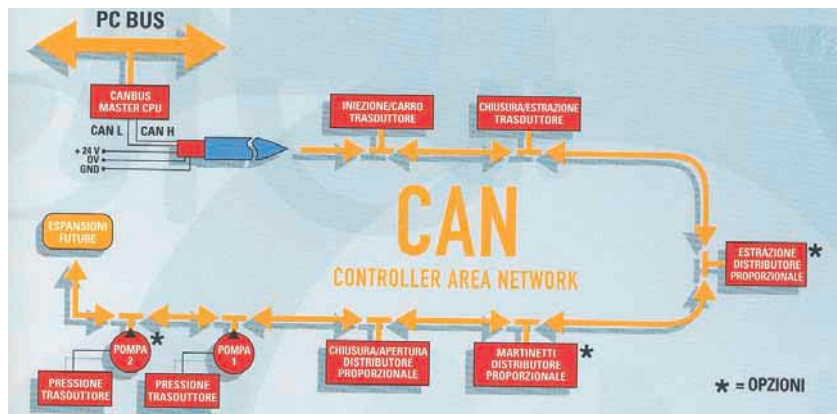 PC BUS
CANBUS
MASTER CPU
CAN L
CAN H
+ 24 V
0V
GND
INIEZIONE/CARRO
TRASDUTTORE
CHIUSURA/ESTRAZIONE
TRASDUTTORE
CAN
CONTROLLER AREA NETWORK
ESPANSIONI
FUTURE
ESTRAZIONE
DISTRIBUTORE
PROPORZIONALE
*
POMPA
2
*
POMPA
1
PRESSIONE
TRASDUTTORE
PRESSIONE
TRASDUTTORE
CHIUSURA/APERTURA
DISTRIBUTORE
PROPORZIONALE
MARTINETTI
DISTRIBUTORE
PROPORZIONALE
*
* = OPZIONI